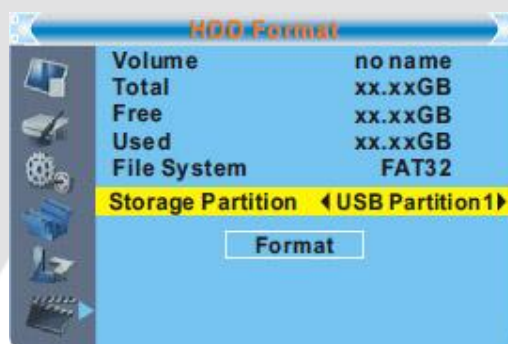 HDD Format
Volume no name
Total xx.xxGB
Free xx.xxGB
Used xx.xxGB
File System FAT32
Storage Partition USB Partition1
Format